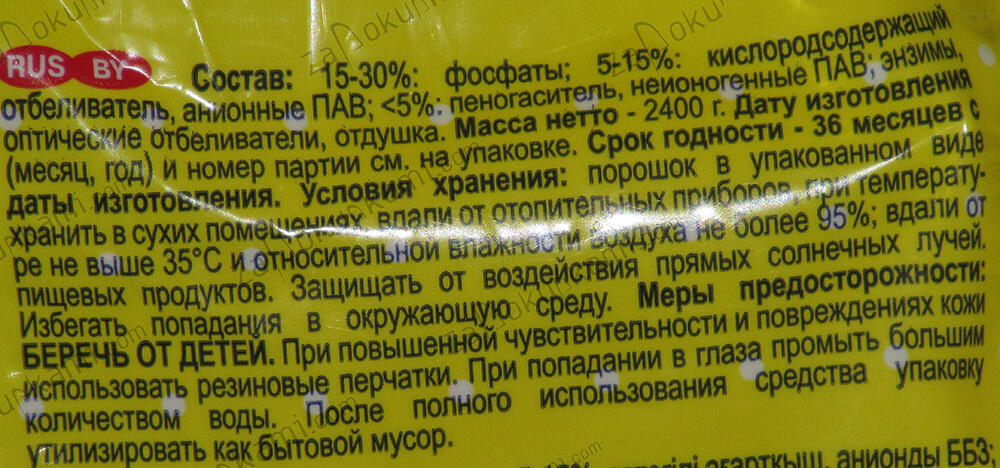 RUS BY Состав: 15-30%: фосфаты; 5-15%: кислородсодержащий
отбеливатель, анионные ПАВ; <5%: пеногаситель, неионогенные ПАВ, энзимы,
оптические отбеливатели, отдушка. Масса нетто - 2400 г. Дату изготовления
(месяц, год) и номер партии см. на упаковке. Срок годности - 36 месяцев с
даты изготовления. Условия хранения: порошок в упакованном виде
хранить в сухих помещениях, вдали от отопительных приборов, при температу-
ре не выше 35°C и относительной влажности воздуха не более 95%; вдали от
пищевых продуктов. Защищать от воздействия прямых солнечных лучей.
Избегать попадания в окружающую среду. Меры предосторожности:
БЕРЕЧЬ ОТ ДЕТЕЙ. При повышенной чувствительности и повреждениях кожи
использовать резиновые перчатки. При попадании в глаза промыть большим
количеством воды. После полного использования средства упаковку
утилизировать как бытовой мусор.
ағартқыш, анионды ББЗ;